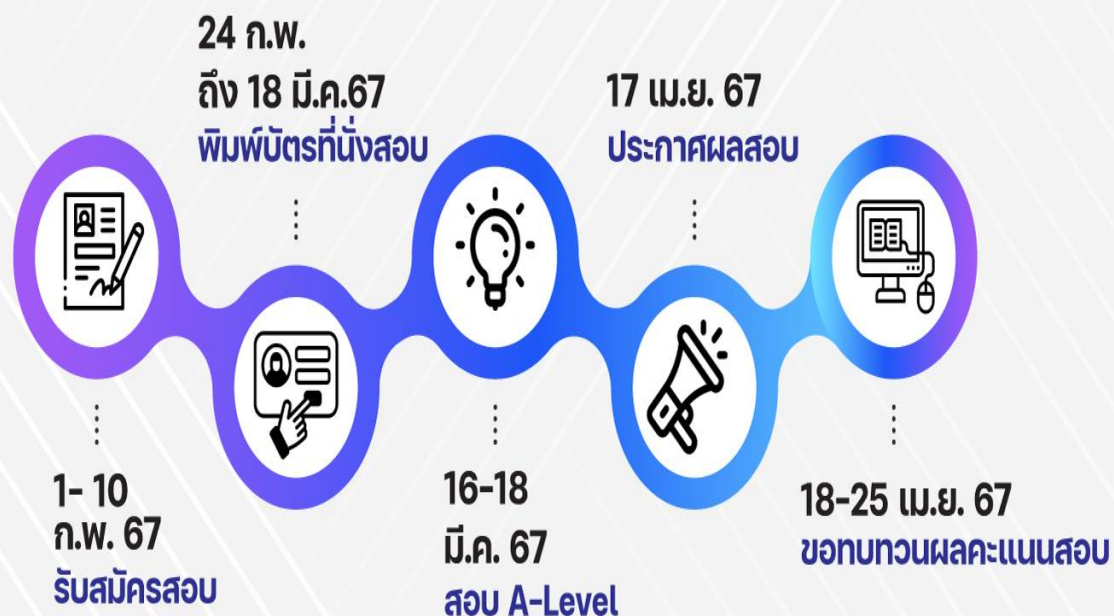 1- 10
ก.พ. 67
รับสมัครสอบ
24 ก.พ.
ถึง 18 มี.ค.67
พิมพ์บัตรที่นั่งสอบ
16-18
มี.ค. 67
สอบ A-Level
17 เม.ย. 67
ประกาศผลสอบ
18-25 เม.ย. 67
ขอทบทวนผลคะแนนสอบ